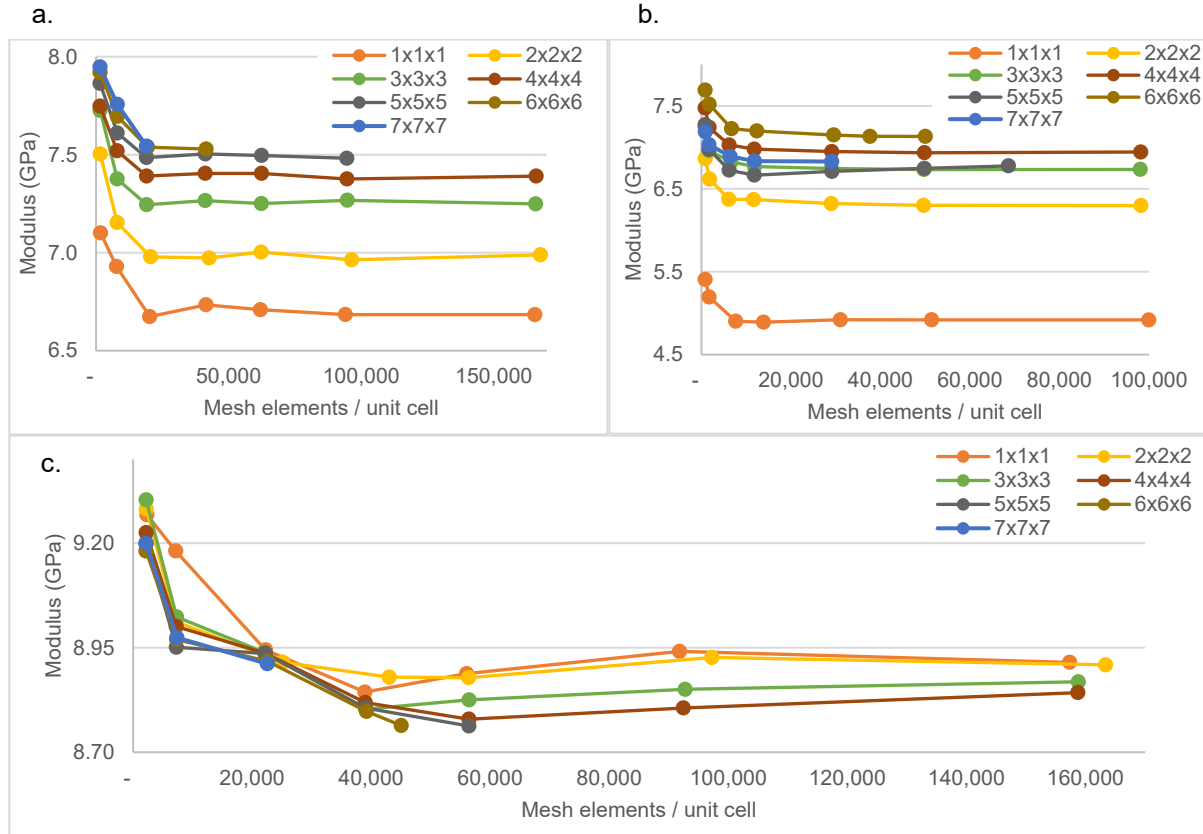 a.
8.0
7.5
7.0
6.5
Modulus (GPa)
-
50,000
100,000
150,000
Mesh elements / unit cell
1x1x1
2x2x2
3x3x3
4x4x4
5x5x5
6x6x6
7x7x7
b.
7.5
6.5
5.5
4.5
Modulus (GPa)
-
20,000
40,000
60,000
80,000
100,000
Mesh elements / unit cell
1x1x1
2x2x2
3x3x3
4x4x4
5x5x5
6x6x6
7x7x7
c.
9.20
8.95
8.70
Modulus (GPa)
-
20,000
40,000
60,000
80,000
100,000
120,000
140,000
160,000
Mesh elements / unit cell
1x1x1
2x2x2
3x3x3
4x4x4
5x5x5
6x6x6
7x7x7